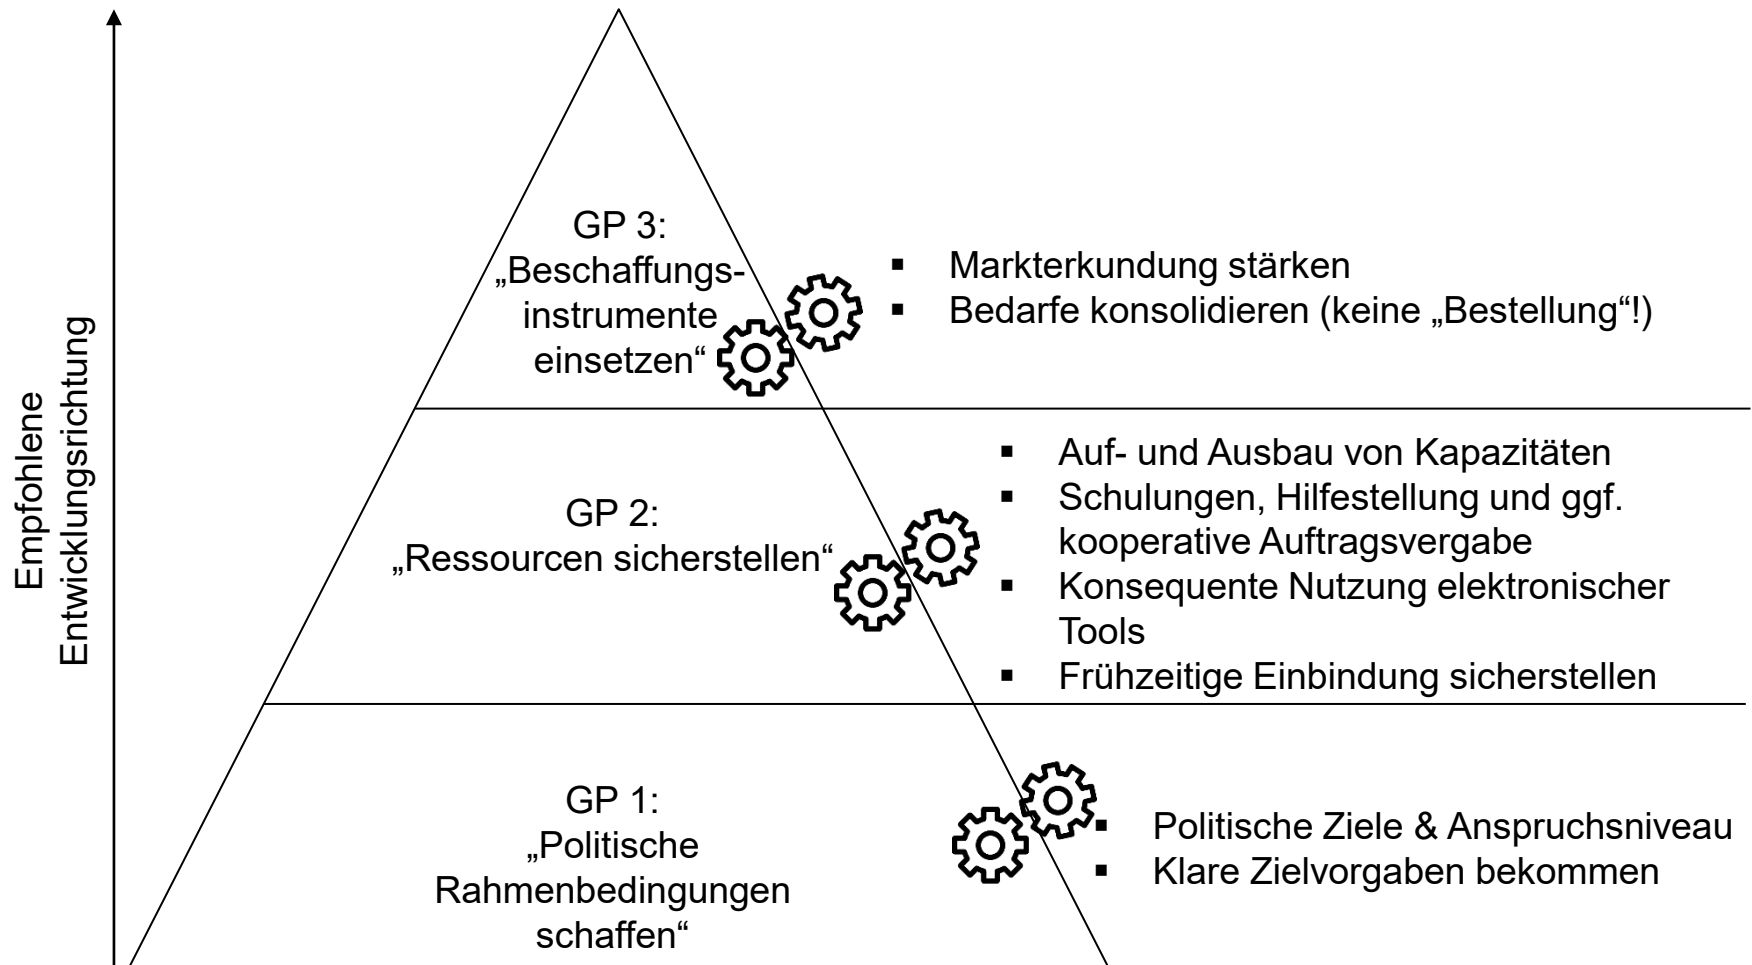 Empfohlene
Entwicklungsrichtung
GP 3:
„Beschaffungs-
instrumente
einsetzen“
▪ Markterkundung stärken
▪ Bedarfe konsolidieren (keine „Bestellung“!)
GP 2:
„Ressourcen sicherstellen“
▪ Auf- und Ausbau von Kapazitäten
▪ Schulungen, Hilfestellung und ggf.
kooperative Auftragsvergabe
▪ Konsequente Nutzung elektronischer
Tools
▪ Frühzeitige Einbindung sicherstellen
GP 1:
„Politische
Rahmenbedingungen
schaffen“
▪ Politische Ziele & Anspruchsniveau
▪ Klare Zielvorgaben bekommen